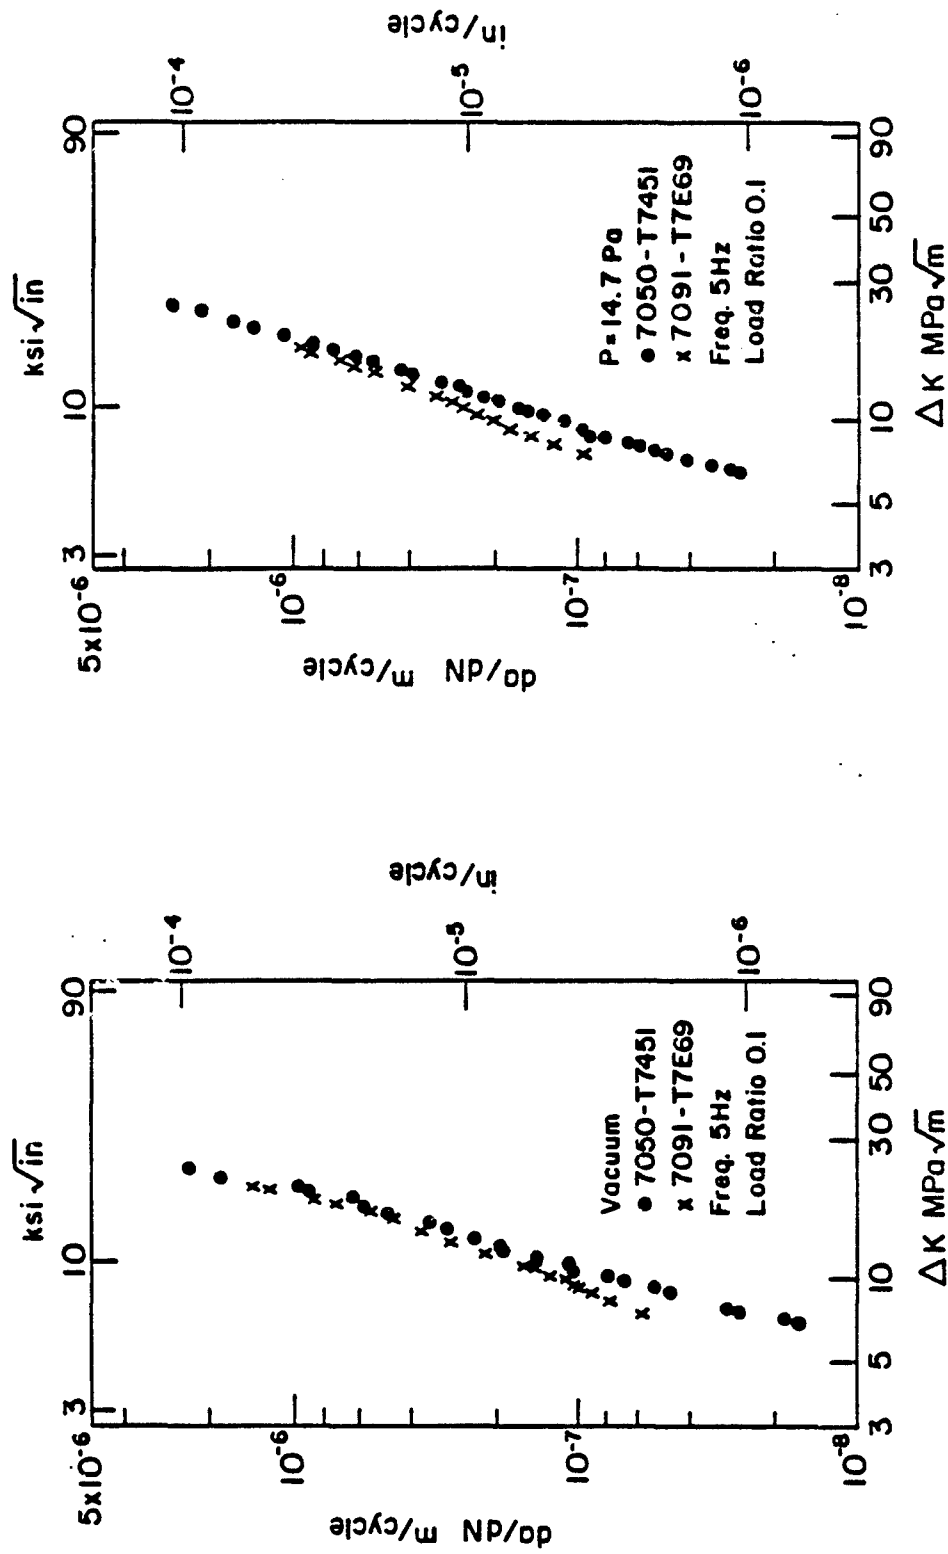 ksi √in
3
10
90
5x10⁻⁶
10⁻⁶
10⁻⁷
10⁻⁸
da/dN m/cycle
10⁻⁴
10⁻⁵
10⁻⁶
in/cycle
Vacuum
● 7050-T7451
x 7091-T7E69
Freq. 5Hz
Load Ratio 0.1
3
5
10
30
50
90
ΔK MPa√m
ksi √in
3
10
90
5x10⁻⁶
10⁻⁶
10⁻⁷
10⁻⁸
da/dN m/cycle
10⁻⁴
10⁻⁵
10⁻⁶
in/cycle
P=14.7 Pa
● 7050-T7451
x 7091-T7E69
Freq. 5Hz
Load Ratio 0.1
3
5
10
30
50
90
ΔK MPa√m